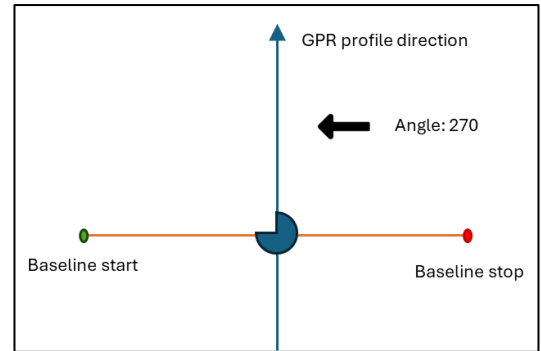 GPR profile direction
Angle: 270
Baseline start
Baseline stop